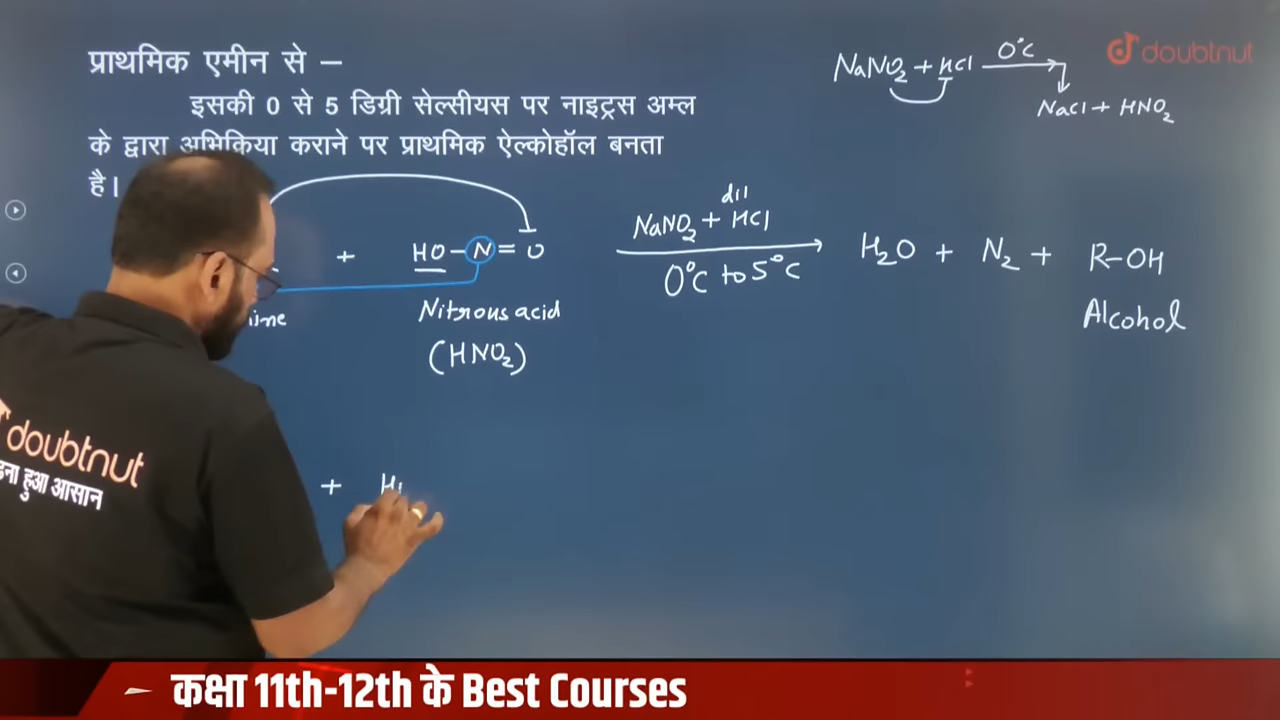 प्राथमिक एमीन से –
इसकी 0 से 5 डिग्री सेल्सीयस पर नाइट्रस अम्ल
के द्वारा अभिक्रिया कराने पर प्राथमिक ऐल्कोहॉल बनता
है।
NaNO₂ + HCl 0°C
NaCl + HNO₂
doubtnut
+ HO – N = O
NaNO₂ + dil HCl
0°C to 5°C
H₂O + N₂ + R–OH
Nitrous acid
(HNO₂)
Alcohol
+
doubtnut
आसान
कक्षा 11th-12th के Best Courses